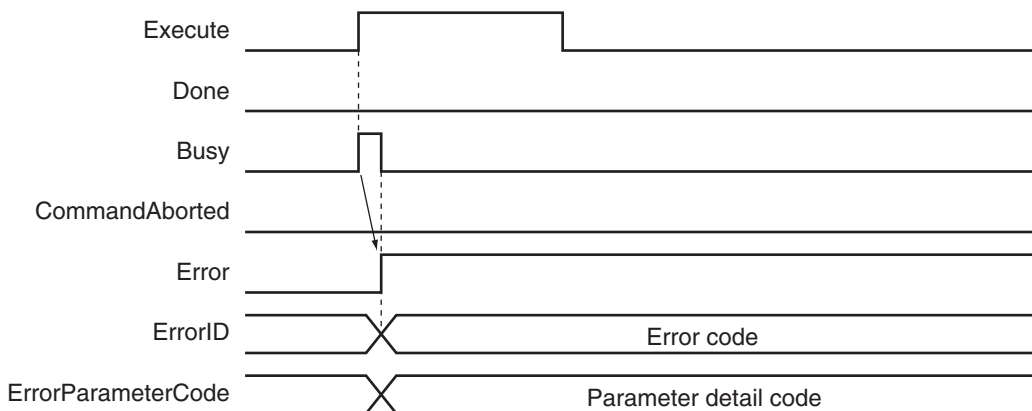 Execute
Done
Busy
CommandAborted
Error
ErrorID
Error code
ErrorParameterCode
Parameter detail code